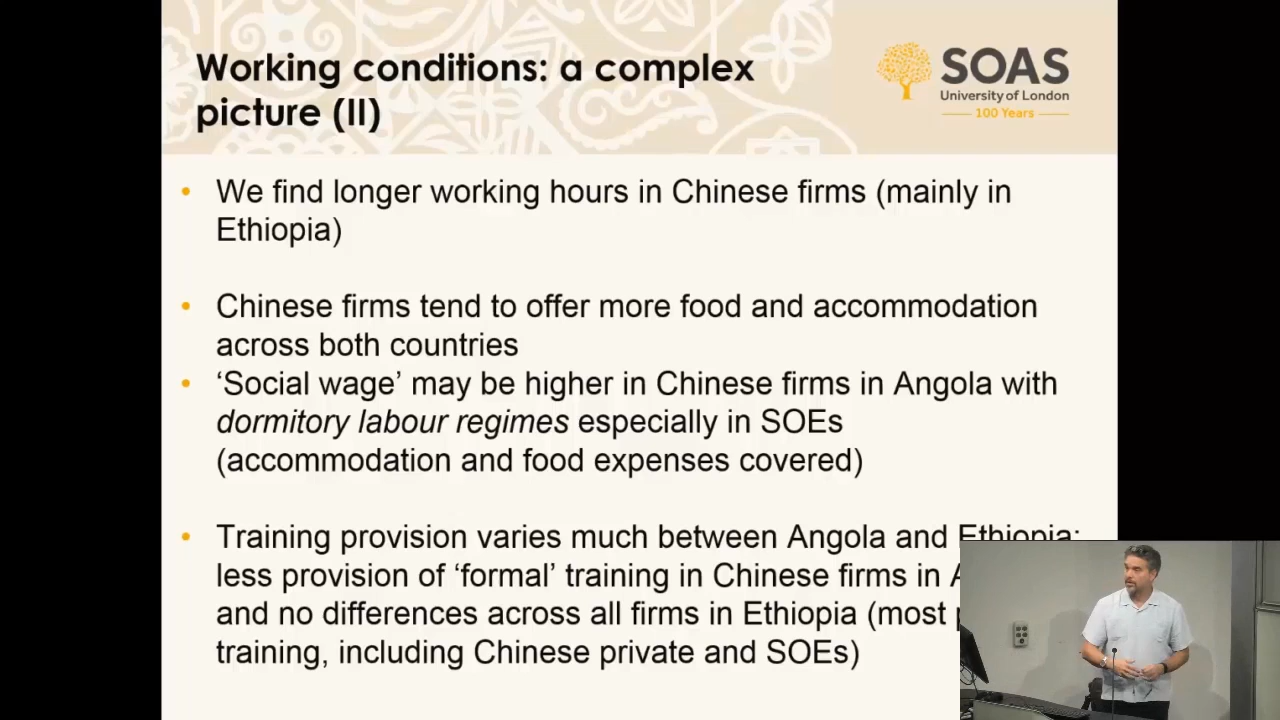 Working conditions: a complex
picture (II)
SOAS
University of London
100 Years
• We find longer working hours in Chinese firms (mainly in
Ethiopia)
• Chinese firms tend to offer more food and accommodation
across both countries
• ‘Social wage’ may be higher in Chinese firms in Angola with
dormitory labour regimes especially in SOEs
(accommodation and food expenses covered)
• Training provision varies much between Angola and Ethiopia:
less provision of ‘formal’ training in Chinese firms in
and no differences across all firms in Ethiopia (most
training, including Chinese private and SOEs)